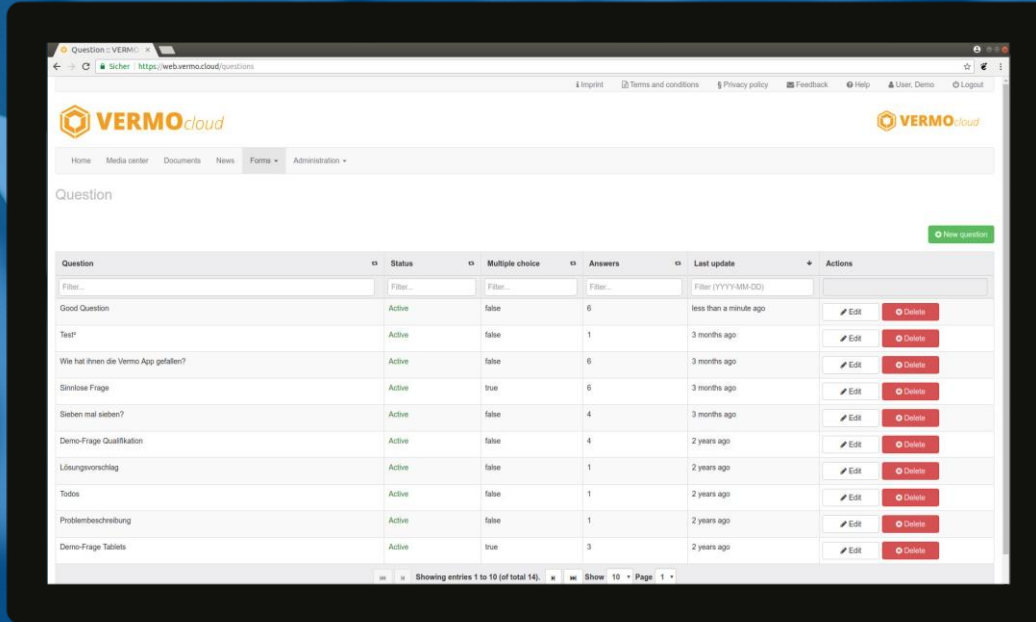 Question :: VERMO
Sicher https://web.vermo.cloud/questions
Imprint Terms and conditions § Privacy policy Feedback Help User, Demo Logout
VERMOcloud VERMOcloud
Home Media center Documents News Forms Administration
Question
New question
Question Status Multiple choice Answers Last update Actions
Filter... Filter... Filter... Filter... Filter (YYYY-MM-DD)
Good Question Active false 6 less than a minute ago Edit Delete
Test² Active false 1 3 months ago Edit Delete
Wie hat ihnen die Vermo App gefallen? Active false 6 3 months ago Edit Delete
Sinnlose Frage Active true 6 3 months ago Edit Delete
Sieben mal sieben? Active false 4 3 months ago Edit Delete
Demo-Frage Qualifikation Active false 4 2 years ago Edit Delete
Lösungsvorschlag Active false 1 2 years ago Edit Delete
Todos Active false 1 2 years ago Edit Delete
Problembeschreibung Active false 1 2 years ago Edit Delete
Demo-Frage Tablets Active true 3 2 years ago Edit Delete
Showing entries 1 to 10 (of total 14). Show 10 Page 1